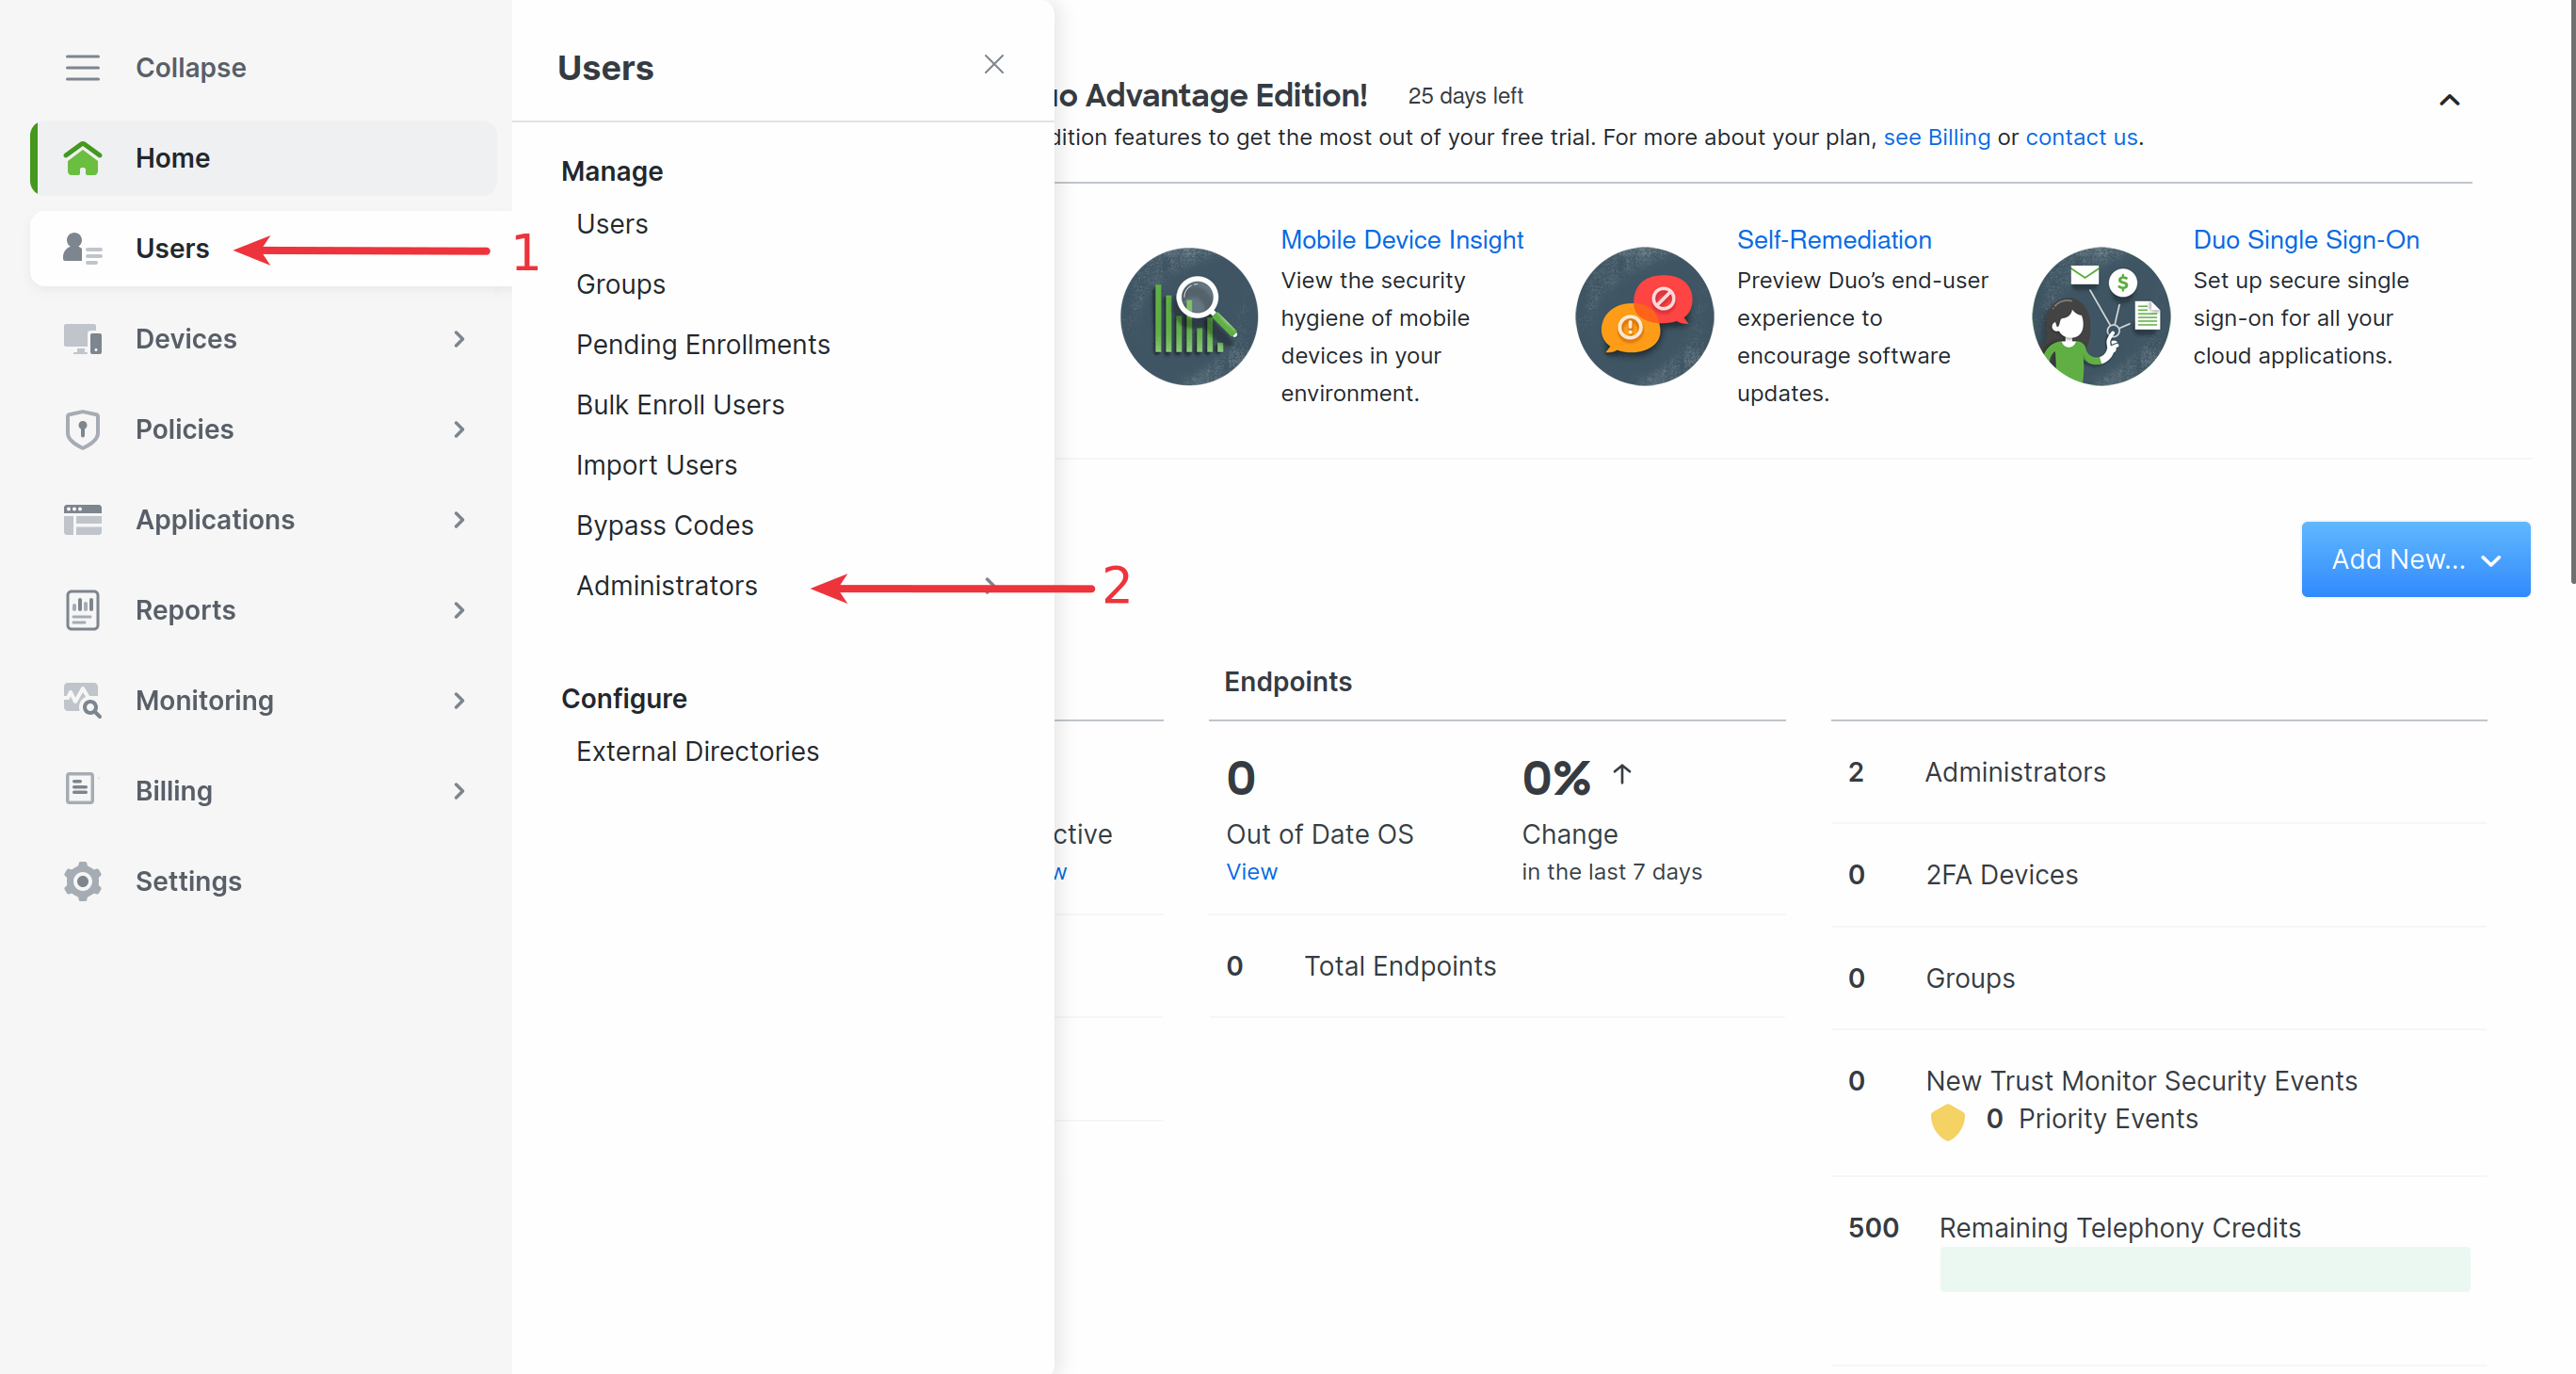 Collapse
Home
Users
1
Devices
Policies
Applications
Reports
Monitoring
Billing
Settings
Users
Manage
Users
Groups
Pending Enrollments
Bulk Enroll Users
Import Users
Bypass Codes
Administrators
2
Configure
External Directories
o Advantage Edition! 25 days left
dition features to get the most out of your free trial. For more about your plan, see Billing or contact us.
Mobile Device Insight
View the security
hygiene of mobile
devices in your
environment.
Self-Remediation
Preview Duo's end-user
experience to
encourage software
updates.
Duo Single Sign-On
Set up secure single
sign-on for all your
cloud applications.
Add New...
ctive
w
Endpoints
0
Out of Date OS
View
0%
Change
in the last 7 days
0 Total Endpoints
2 Administrators
0 2FA Devices
0 Groups
0 New Trust Monitor Security Events
0 Priority Events
500 Remaining Telephony Credits